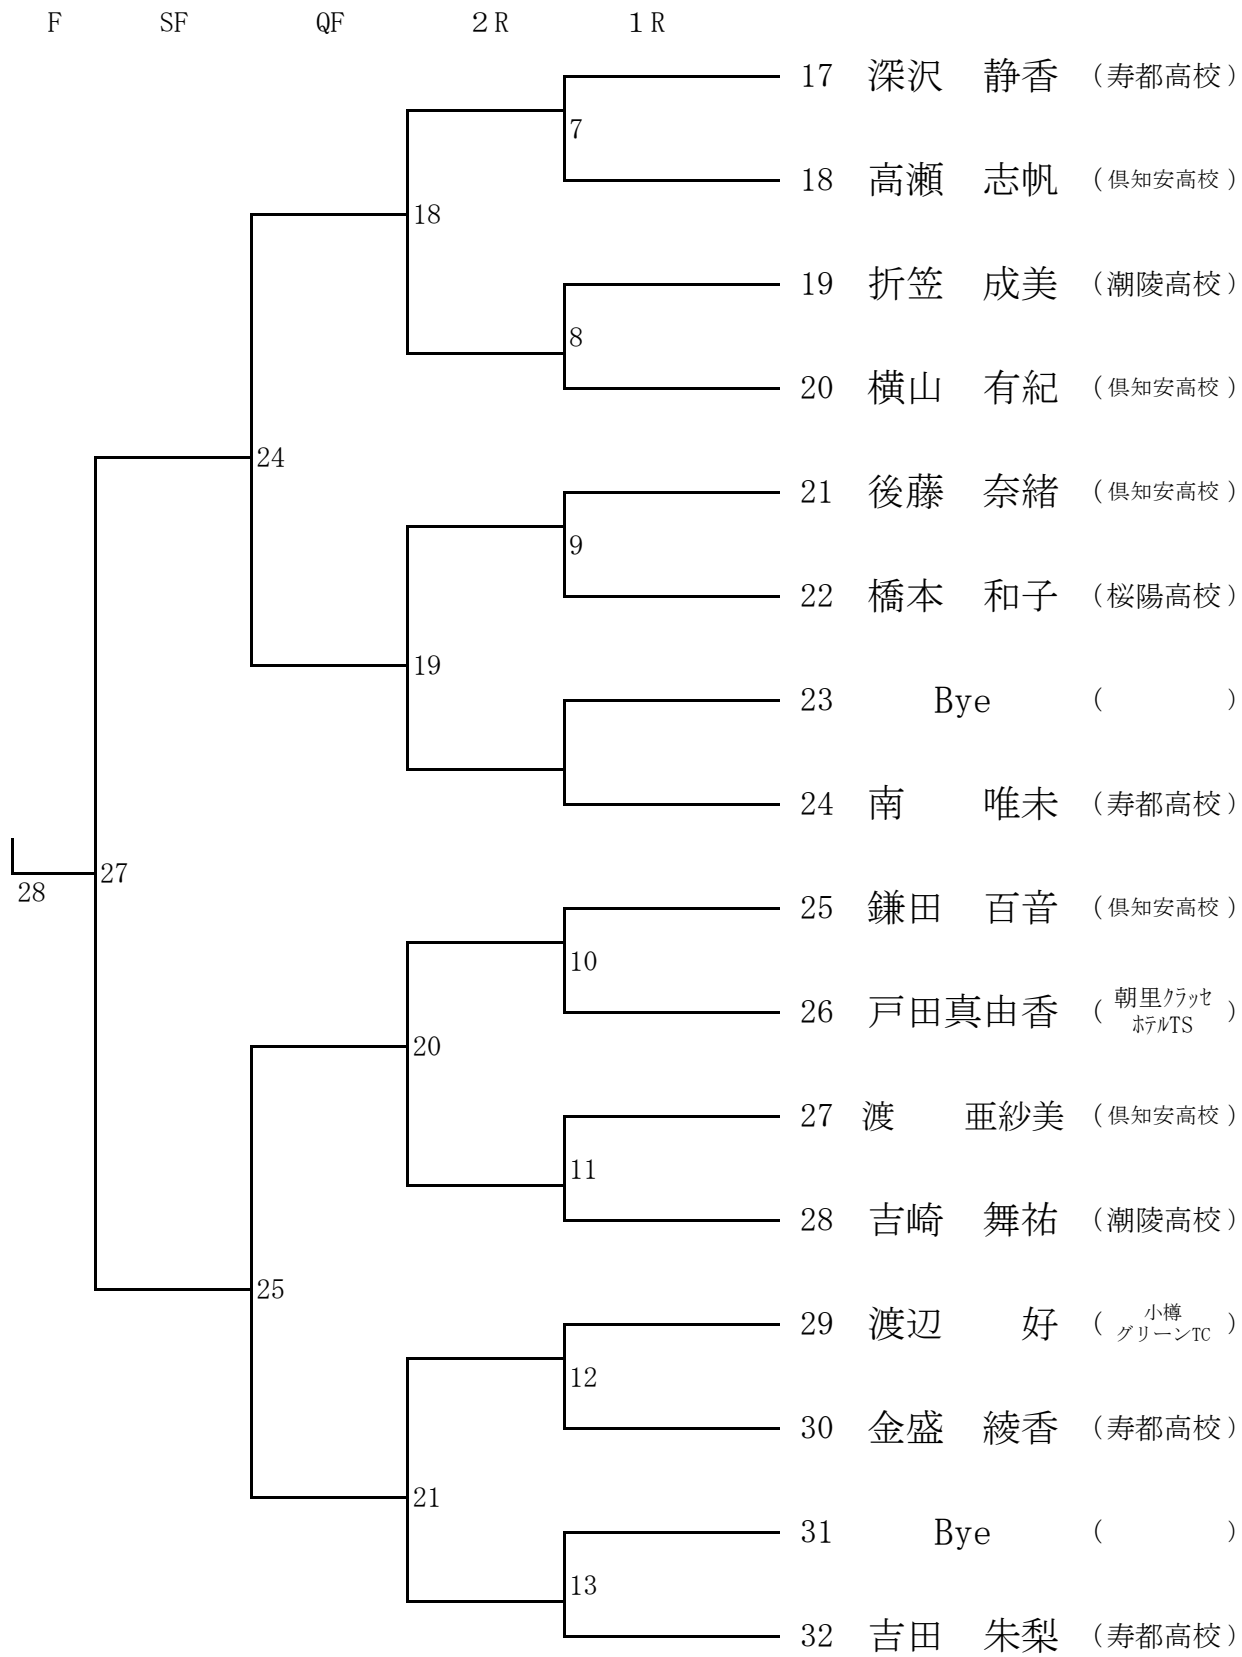 F SF QF ２R １R
17 深沢　静香 （寿都高校）
7
18 高瀬　志帆 （倶知安高校）
18
19 折笠　成美 （潮陵高校）
8
20 横山　有紀 （倶知安高校）
24
21 後藤　奈緒 （倶知安高校）
9
22 橋本　和子 （桜陽高校）
19
23 Bye （　　　　）
24 南　　唯未 （寿都高校）
27
28
25 鎌田　百音 （倶知安高校）
10
26 戸田真由香 （朝里ｸﾗｯｾ
ﾎﾃﾙTS）
20
27 渡　　亜紗美 （倶知安高校）
11
28 吉崎　舞祐 （潮陵高校）
25
29 渡辺　　好 （小樽
グリーンTC）
12
30 金盛　綾香 （寿都高校）
21
31 Bye （　　　　）
13
32 吉田　朱梨 （寿都高校）